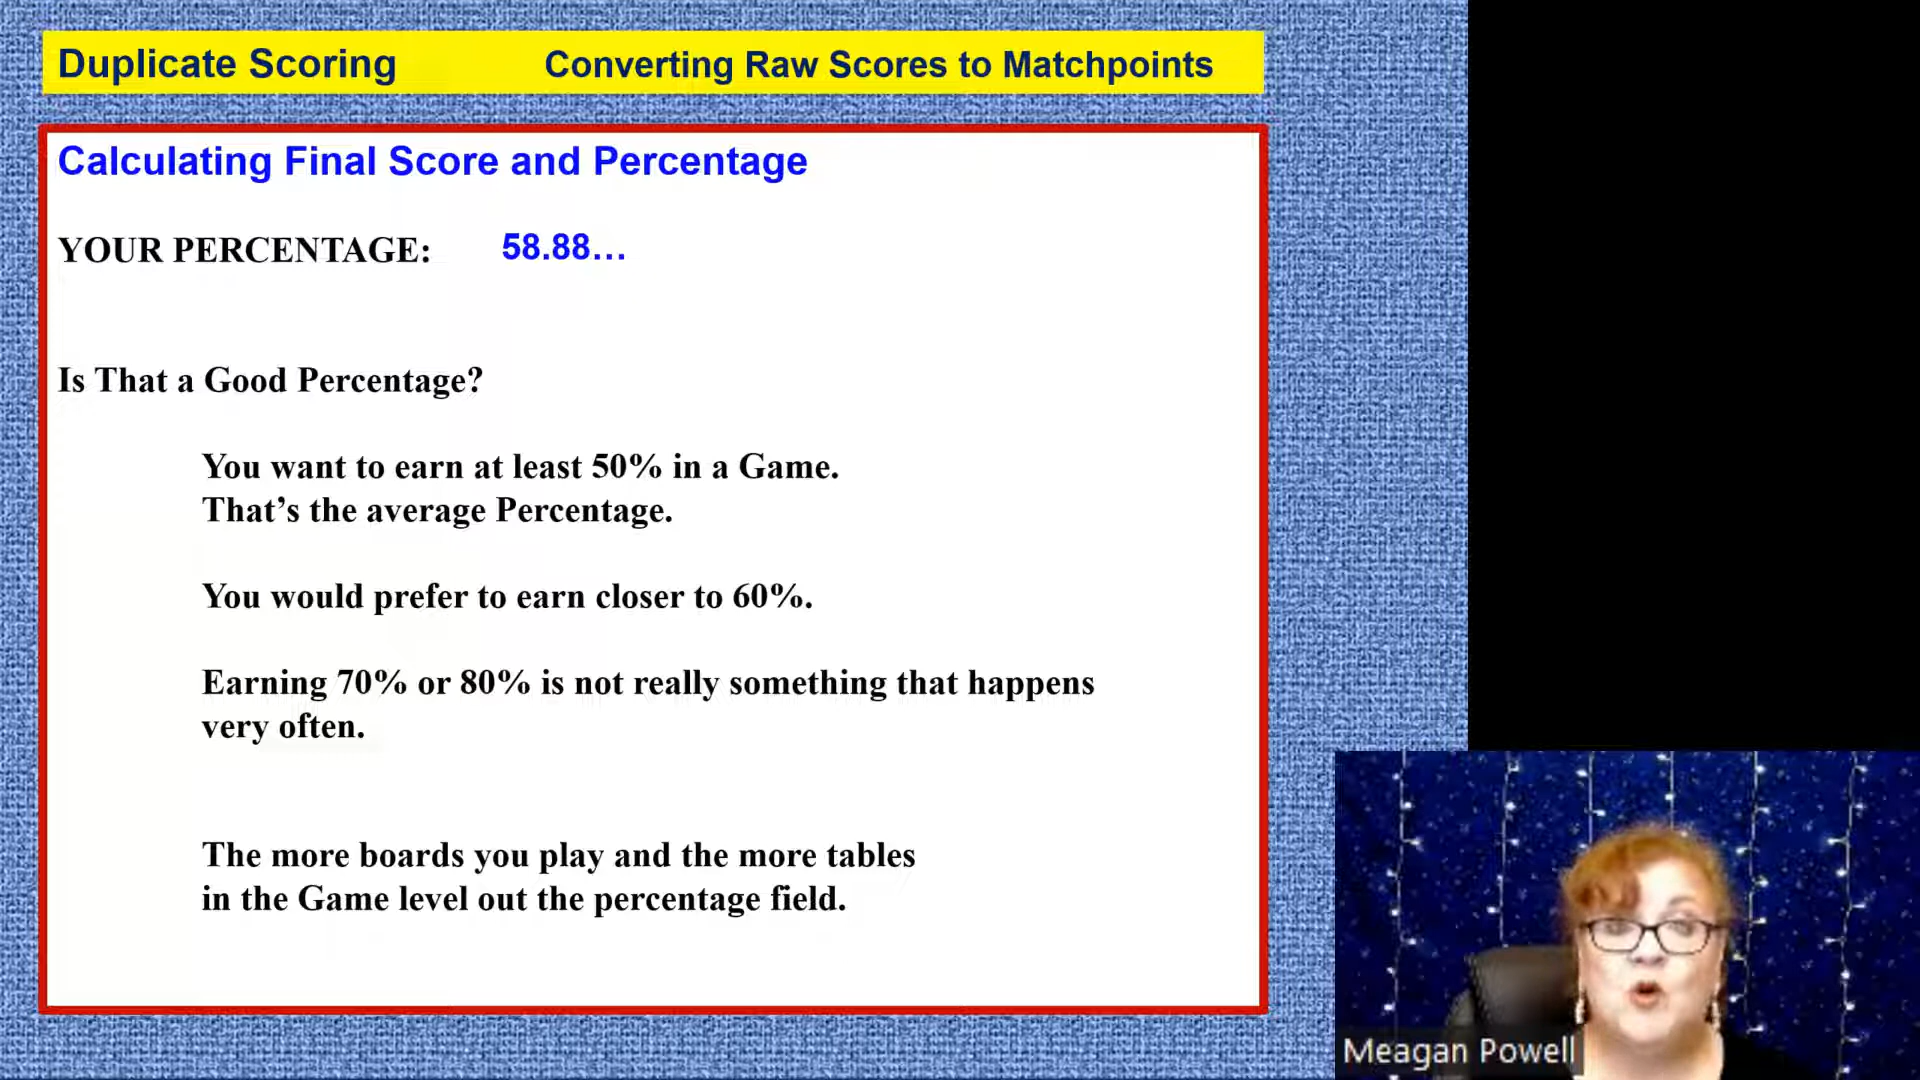 Duplicate Scoring Converting Raw Scores to Matchpoints
Calculating Final Score and Percentage
YOUR PERCENTAGE: 58.88…
Is That a Good Percentage?
You want to earn at least 50% in a Game.
That’s the average Percentage.
You would prefer to earn closer to 60%.
Earning 70% or 80% is not really something that happens
very often.
The more boards you play and the more tables
in the Game level out the percentage field.
Meagan Powell